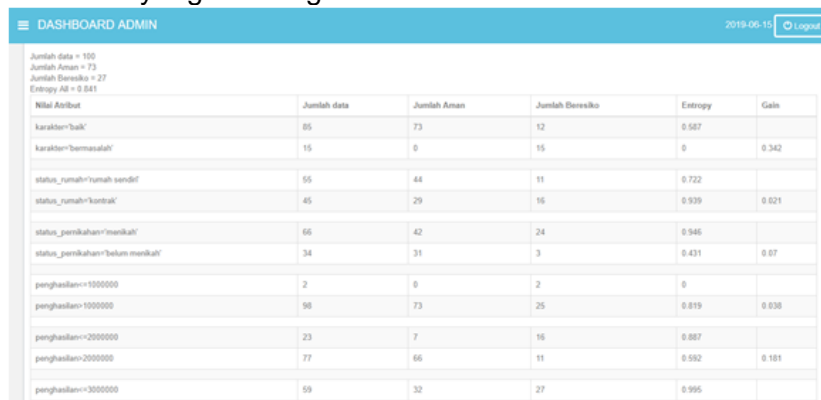 DASHBOARD ADMIN 2019-06-15 Logout
Jumlah data = 100
Jumlah Aman = 73
Jumlah Beresiko = 27
Entropy All = 0.841
Nilai Atribut Jumlah data Jumlah Aman Jumlah Beresiko Entropy Gain
karakter='baik' 85 73 12 0.587
karakter='bermasalah' 15 0 15 0 0.342
status_rumah='rumah sendiri' 55 44 11 0.722
status_rumah='kontrak' 45 29 16 0.939 0.021
status_pernikahan='menikah' 66 42 24 0.946
status_pernikahan='belum menikah' 34 31 3 0.431 0.07
penghasilan<=1000000 2 0 2 0
penghasilan>1000000 98 73 25 0.819 0.038
penghasilan<=2000000 23 7 16 0.887
penghasilan>2000000 77 66 11 0.592 0.181
penghasilan<=3000000 59 32 27 0.995